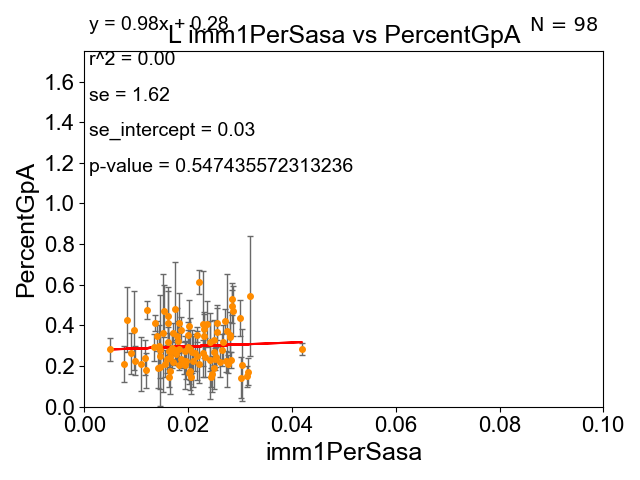 y = 0.98x + 0.28
L imm1PerSasa vs PercentGpA
N = 98
r^2 = 0.00
se = 1.62
se_intercept = 0.03
p-value = 0.547435572313236
PercentGpA
1.6
1.4
1.2
1.0
0.8
0.6
0.4
0.2
0.0
0.00 0.02 0.04 0.06 0.08 0.10
imm1PerSasa